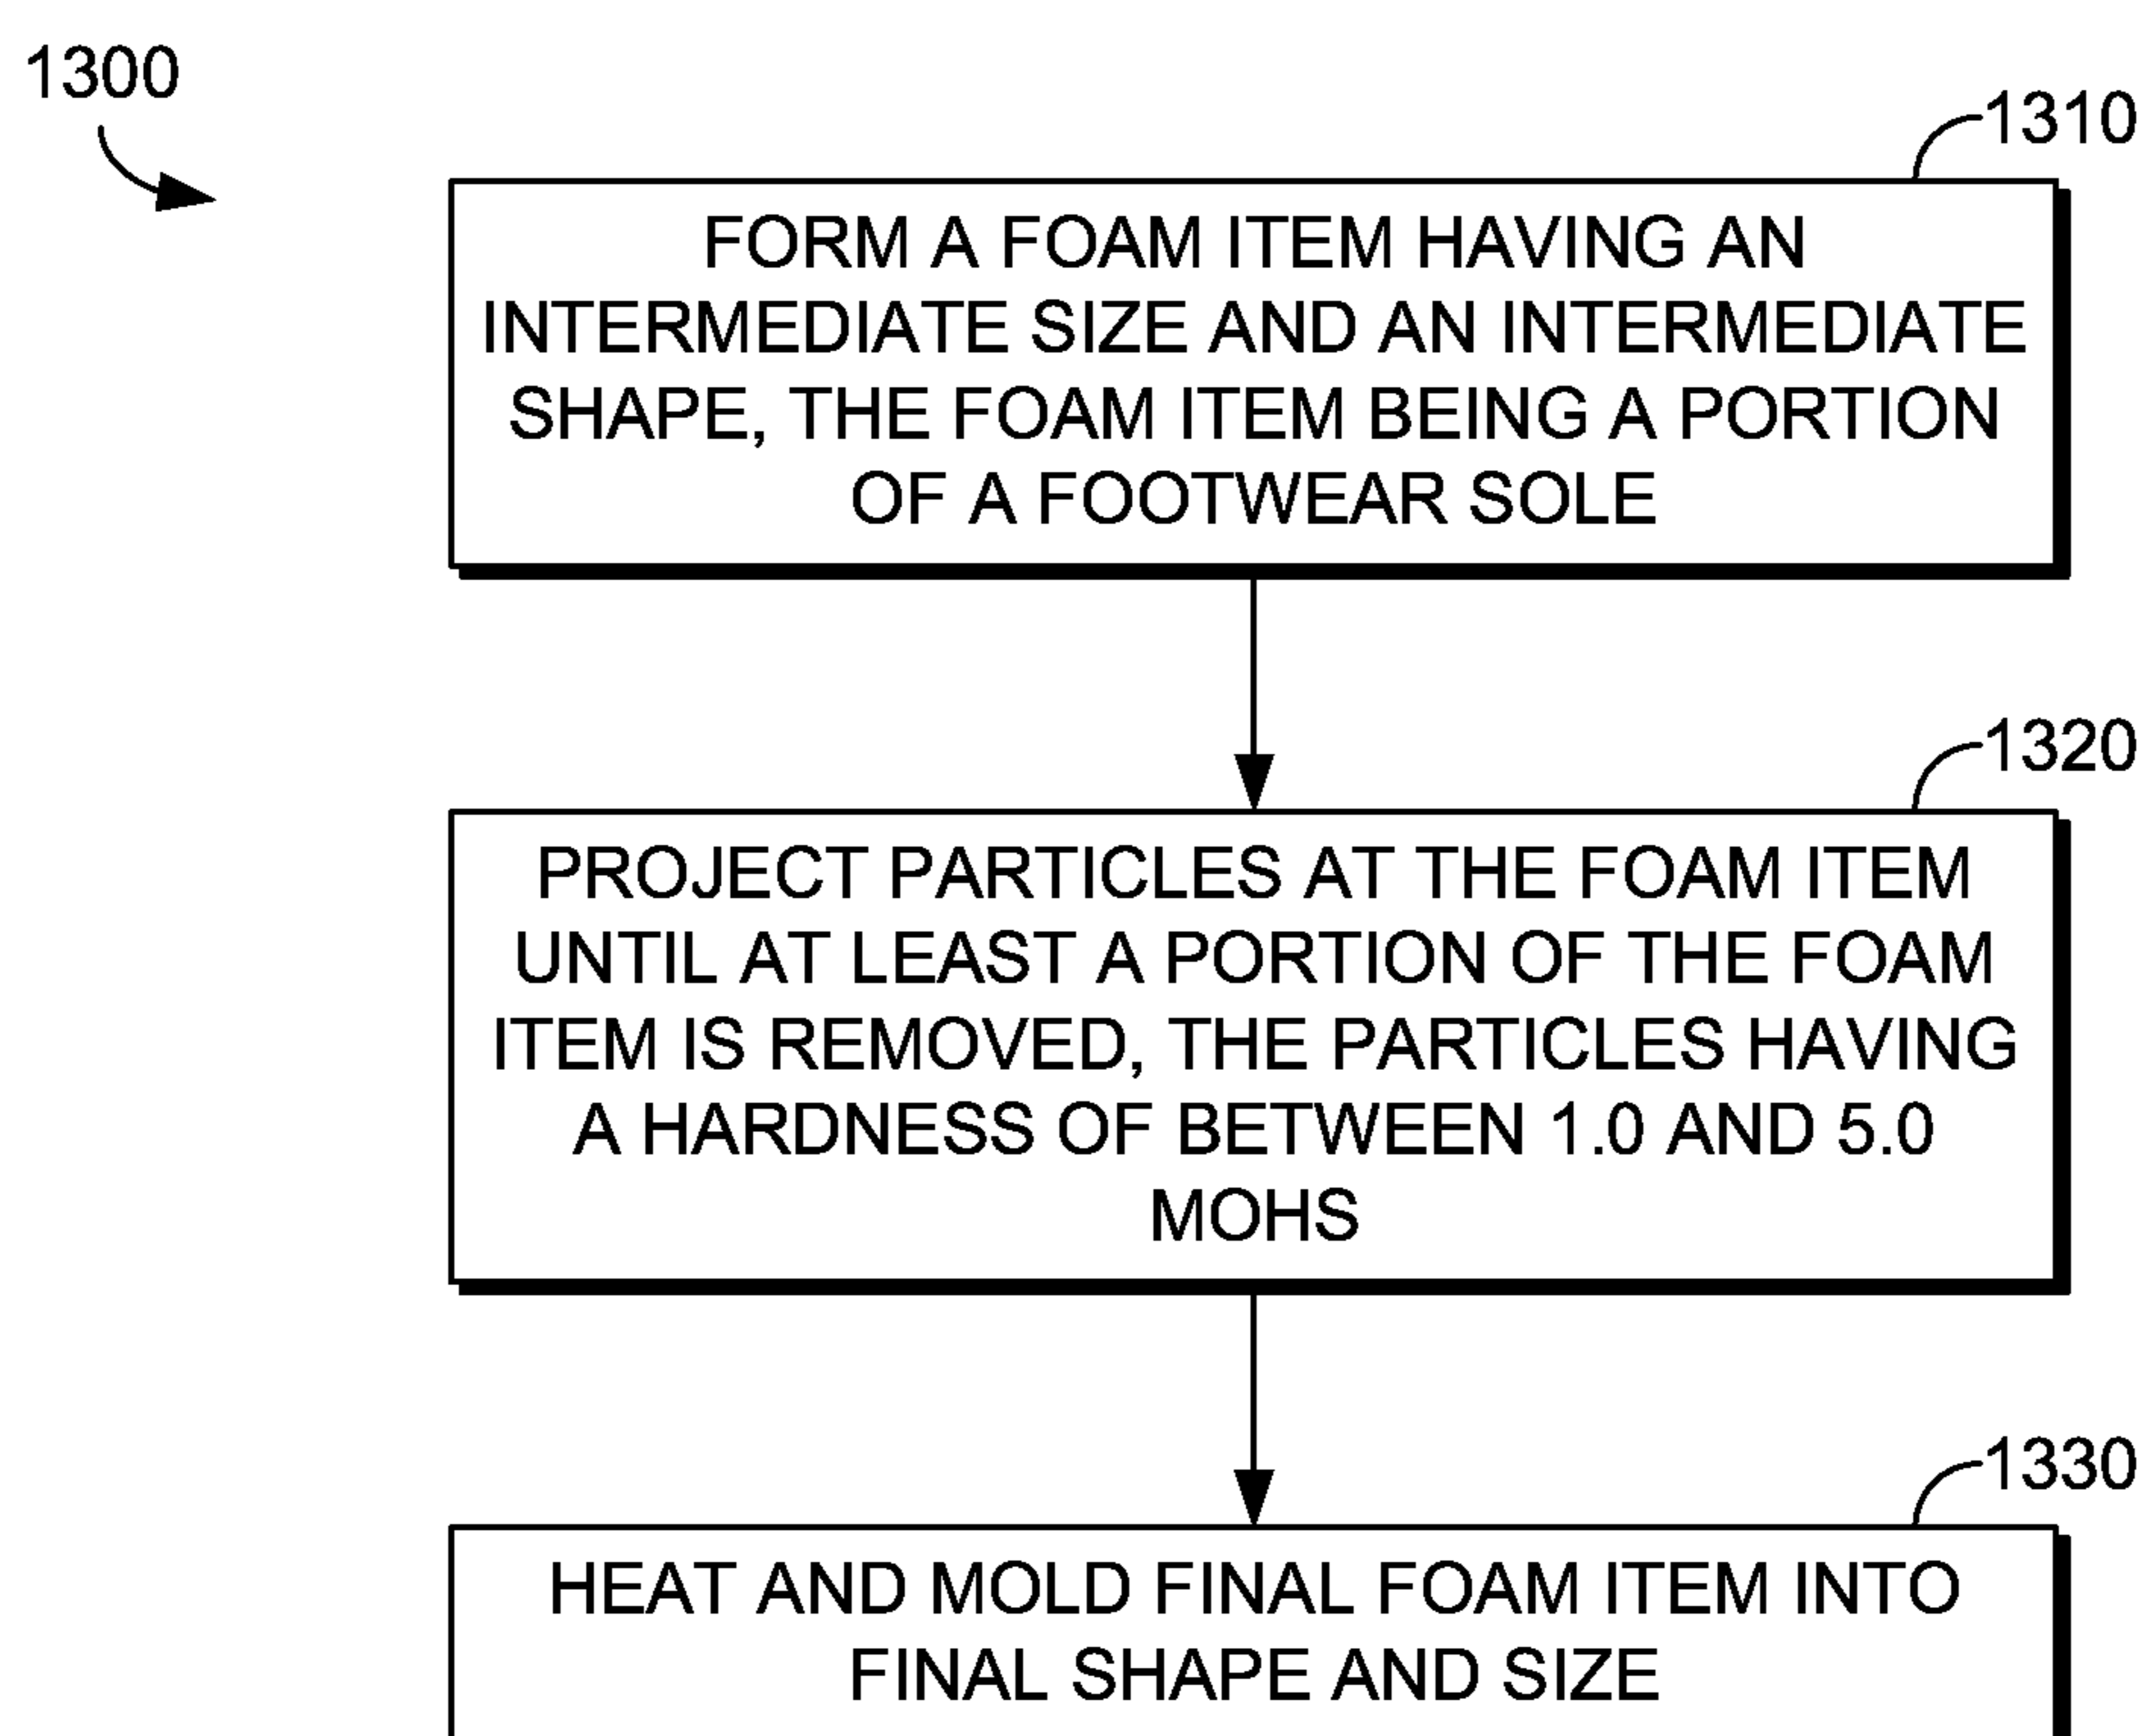 1300
1310
FORM A FOAM ITEM HAVING AN
INTERMEDIATE SIZE AND AN INTERMEDIATE
SHAPE, THE FOAM ITEM BEING A PORTION
OF A FOOTWEAR SOLE
1320
PROJECT PARTICLES AT THE FOAM ITEM
UNTIL AT LEAST A PORTION OF THE FOAM
ITEM IS REMOVED, THE PARTICLES HAVING
A HARDNESS OF BETWEEN 1.0 AND 5.0
MOHS
1330
HEAT AND MOLD FINAL FOAM ITEM INTO
FINAL SHAPE AND SIZE